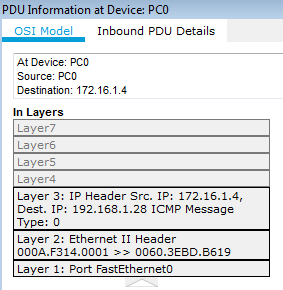 PDU Information at Device: PC0
OSI Model Inbound PDU Details
At Device: PC0
Source: PC0
Destination: 172.16.1.4
In Layers
Layer7
Layer6
Layer5
Layer4
Layer 3: IP Header Src. IP: 172.16.1.4,
Dest. IP: 192.168.1.28 ICMP Message
Type: 0
Layer 2: Ethernet II Header
000A.F314.0001 >> 0060.3EBD.B619
Layer 1: Port FastEthernet0